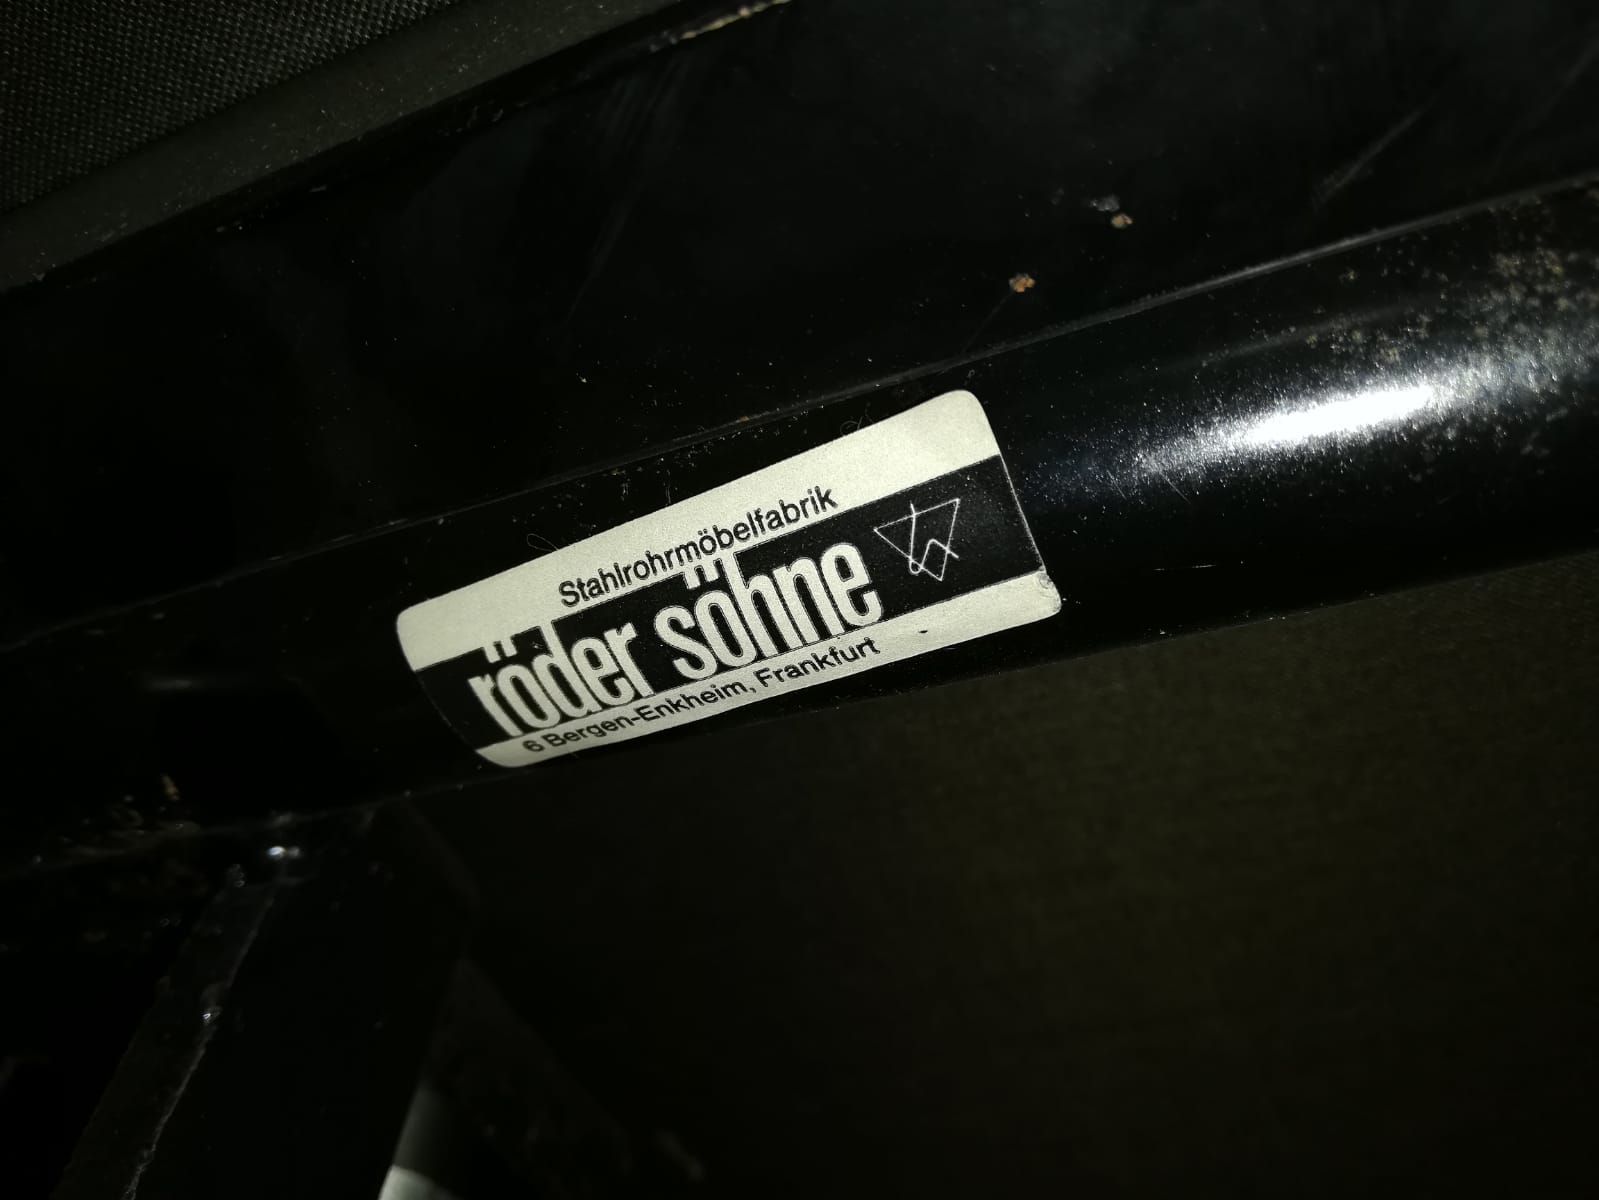 Stahlrohrmöbelfabrik
röder söhne
6 Bergen-Enkheim, Frankfurt